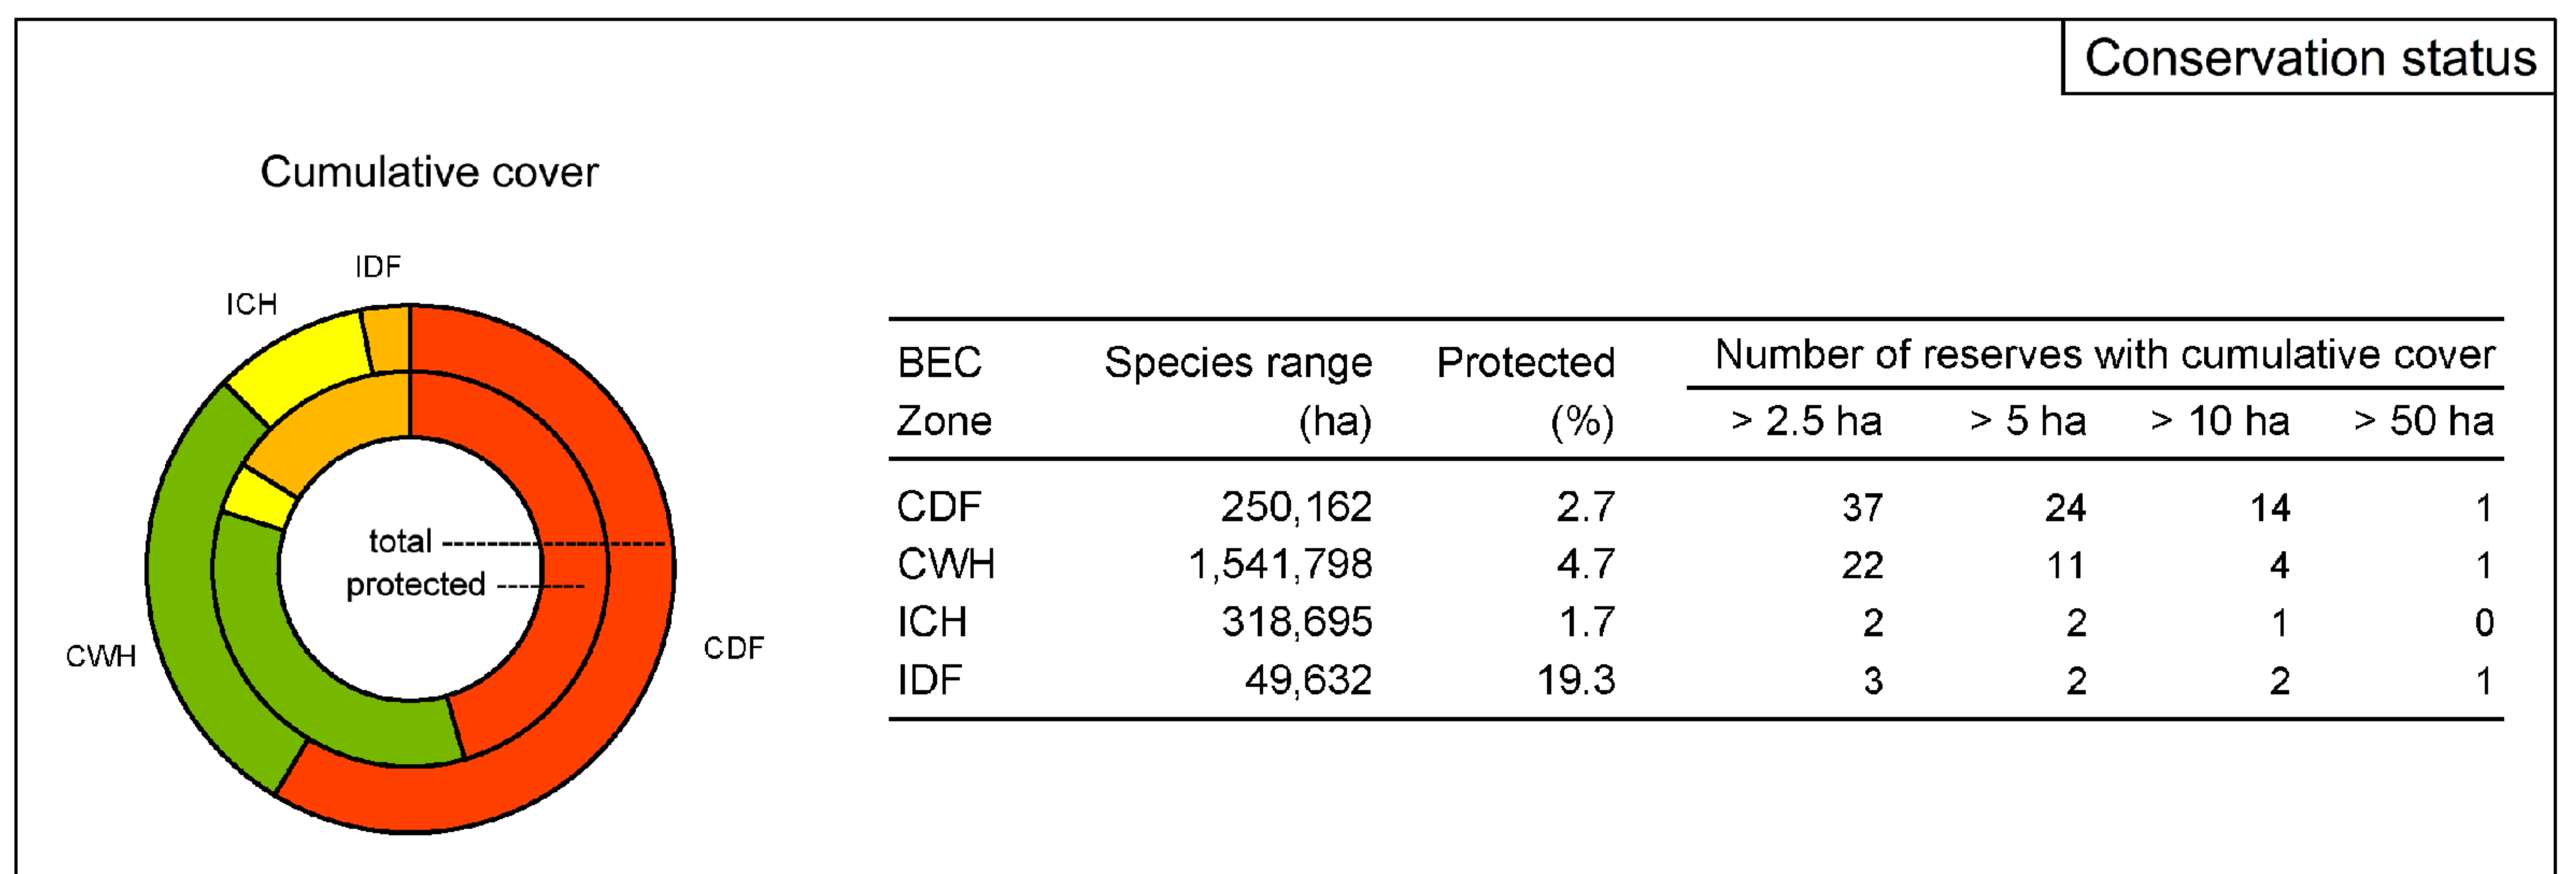 Conservation status
Cumulative cover
IDF
ICH
CWH
CDF
total
protected
BEC Species range Protected Number of reserves with cumulative cover
Zone (ha) (%) > 2.5 ha > 5 ha > 10 ha > 50 ha
CDF 250,162 2.7 37 24 14 1
CWH 1,541,798 4.7 22 11 4 1
ICH 318,695 1.7 2 2 1 0
IDF 49,632 19.3 3 2 2 1